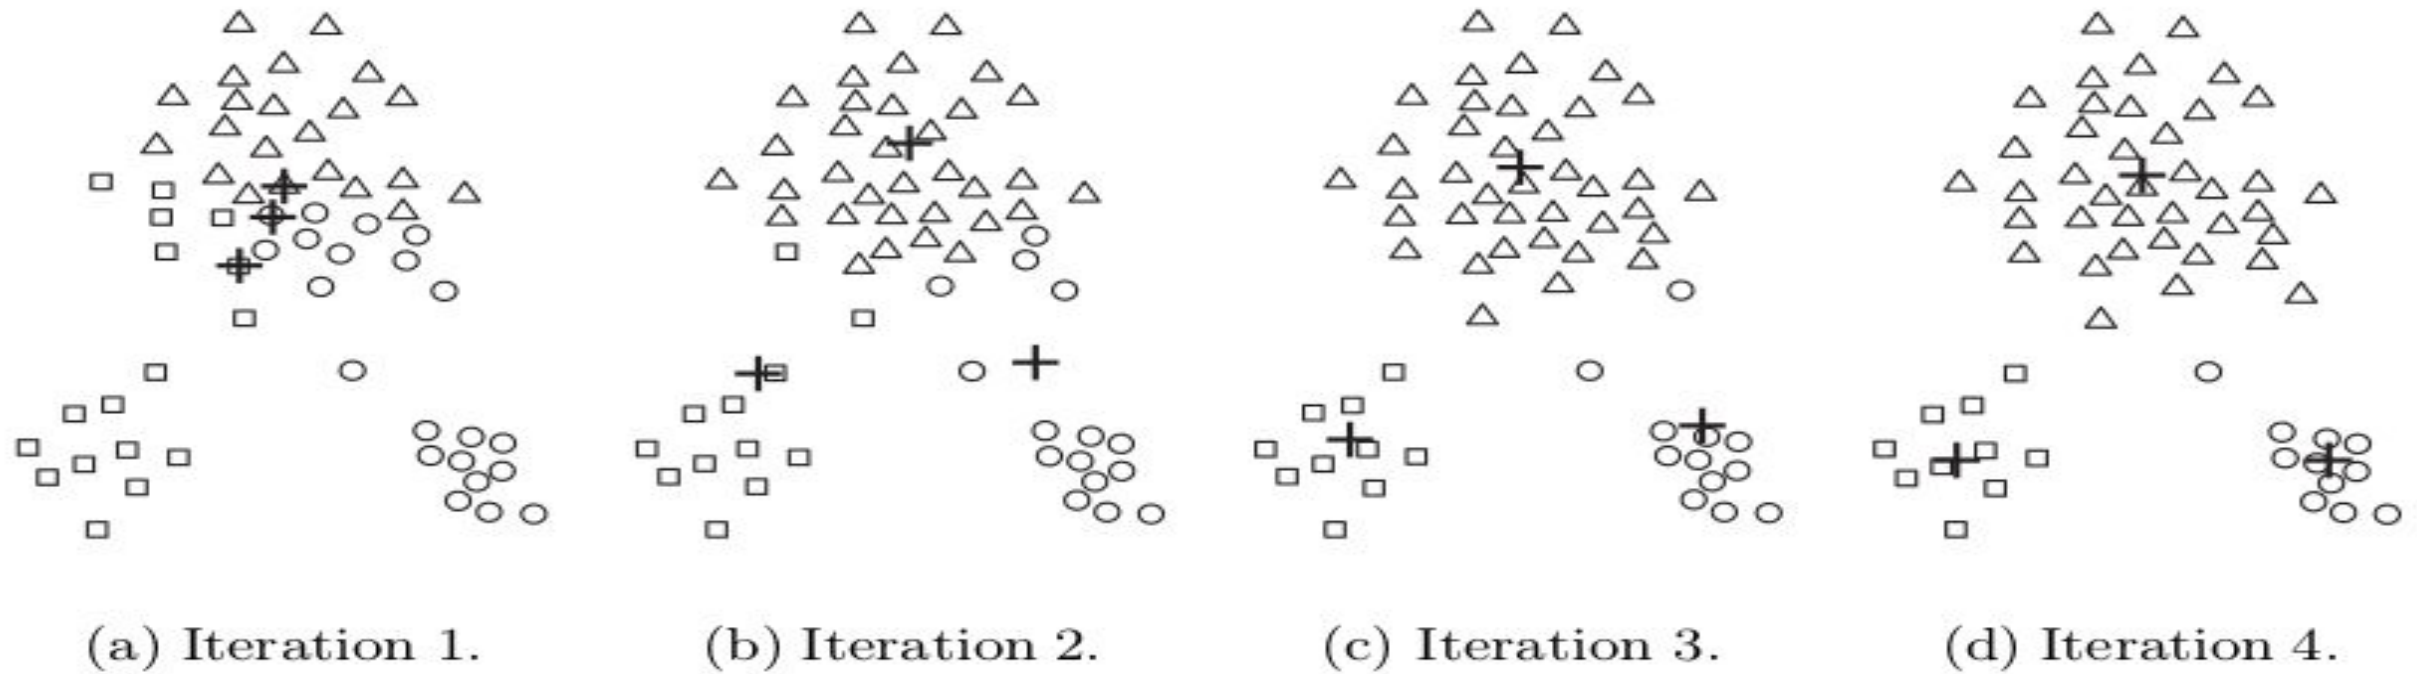 (a) Iteration 1.
(b) Iteration 2.
(c) Iteration 3.
(d) Iteration 4.